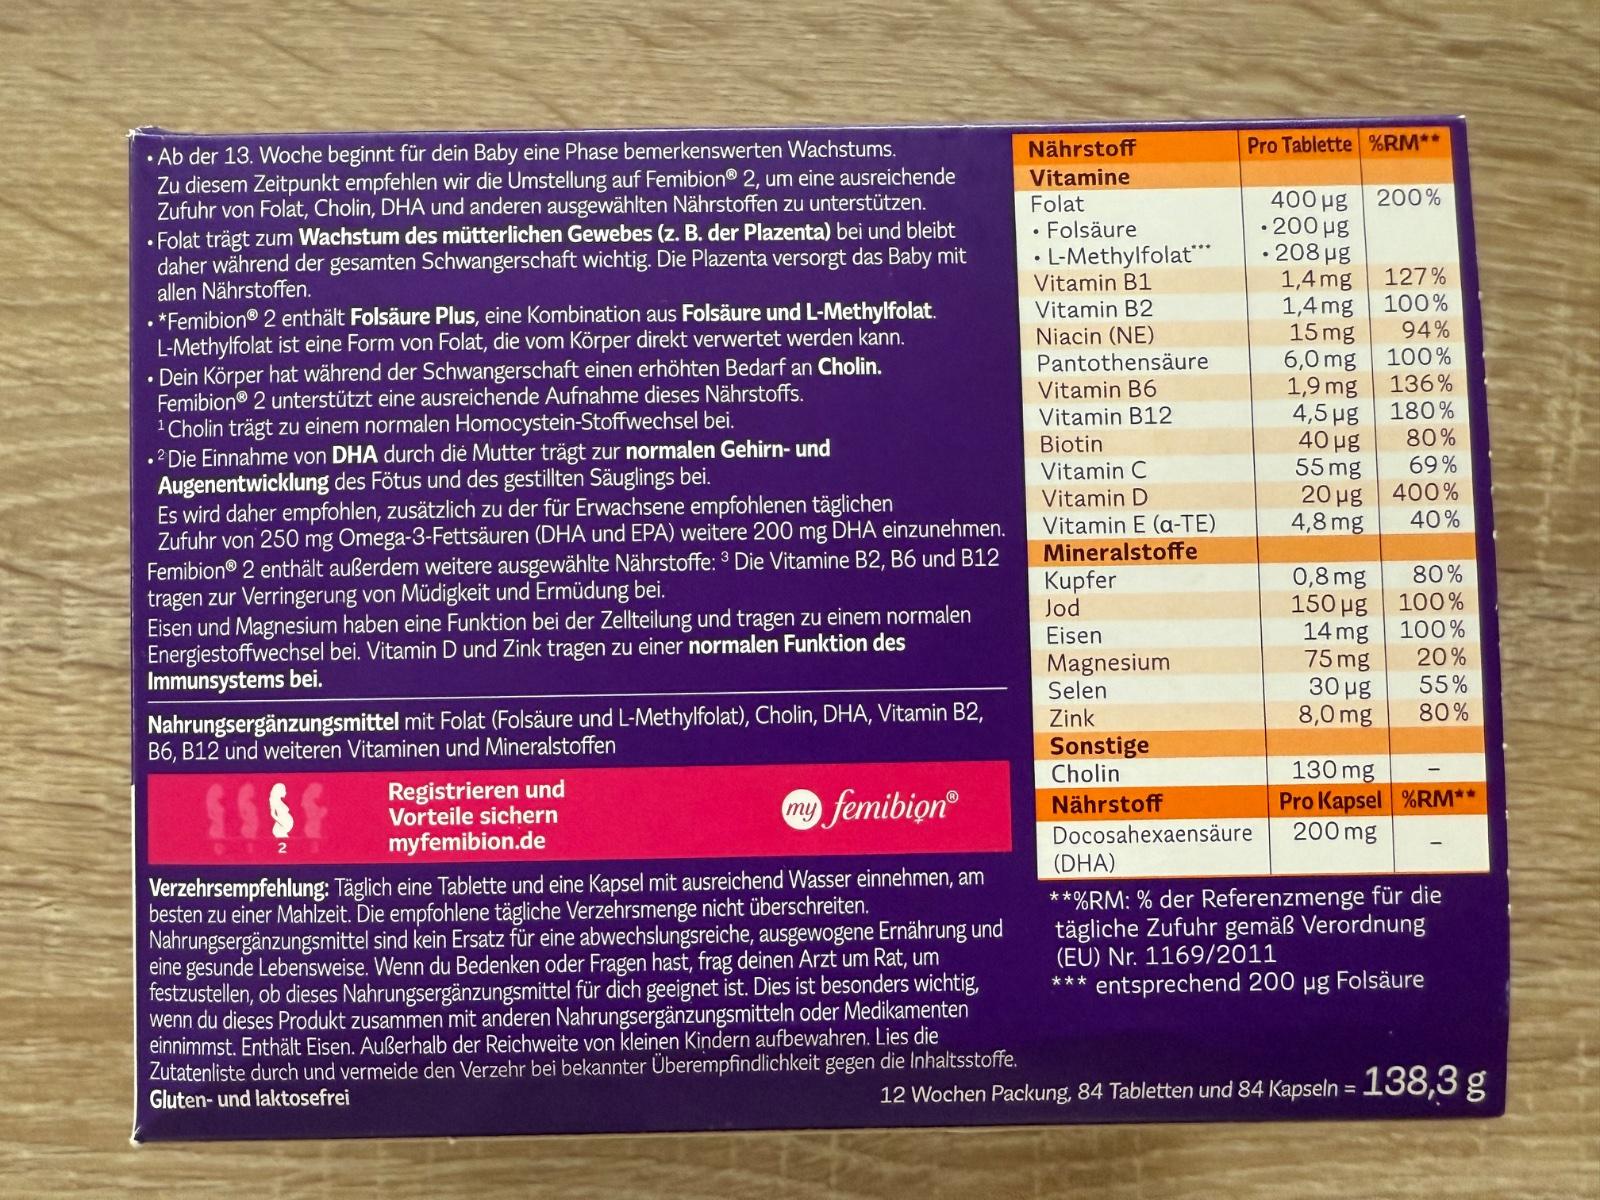 • Ab der 13. Woche beginnt für dein Baby eine Phase bemerkenswerten Wachstums.
Zu diesem Zeitpunkt empfehlen wir die Umstellung auf Femibion® 2, um eine ausreichende
Zufuhr von Folat, Cholin, DHA und anderen ausgewählten Nährstoffen zu unterstützen.
• Folat trägt zum Wachstum des mütterlichen Gewebes (z. B. der Plazenta) bei und bleibt
daher während der gesamten Schwangerschaft wichtig. Die Plazenta versorgt das Baby mit
allen Nährstoffen.
• *Femibion® 2 enthält Folsäure Plus, eine Kombination aus Folsäure und L-Methylfolat.
L-Methylfolat ist eine Form von Folat, die vom Körper direkt verwertet werden kann.
• Dein Körper hat während der Schwangerschaft einen erhöhten Bedarf an Cholin.
Femibion® 2 unterstützt eine ausreichende Aufnahme dieses Nährstoffs.
¹ Cholin trägt zu einem normalen Homocystein-Stoffwechsel bei.
• ² Die Einnahme von DHA durch die Mutter trägt zur normalen Gehirn- und
Augenentwicklung des Fötus und des gestillten Säuglings bei.
Es wird daher empfohlen, zusätzlich zu der für Erwachsene empfohlenen täglichen
Zufuhr von 250 mg Omega-3-Fettsäuren (DHA und EPA) weitere 200 mg DHA einzunehmen.
Femibion® 2 enthält außerdem weitere ausgewählte Nährstoffe: ³ Die Vitamine B2, B6 und B12
tragen zur Verringerung von Müdigkeit und Ermüdung bei.
Eisen und Magnesium haben eine Funktion bei der Zellteilung und tragen zu einem normalen
Energiestoffwechsel bei. Vitamin D und Zink tragen zu einer normalen Funktion des
Immunsystems bei.
Nahrungsergänzungsmittel mit Folat (Folsäure und L-Methylfolat), Cholin, DHA, Vitamin B2,
B6, B12 und weiteren Vitaminen und Mineralstoffen
2
Registrieren und
Vorteile sichern
myfemibion.de
my femibion®
Verzehrsempfehlung: Täglich eine Tablette und eine Kapsel mit ausreichend Wasser einnehmen, am
besten zu einer Mahlzeit. Die empfohlene tägliche Verzehrsmenge nicht überschreiten.
Nahrungsergänzungsmittel sind kein Ersatz für eine abwechslungsreiche, ausgewogene Ernährung und
eine gesunde Lebensweise. Wenn du Bedenken oder Fragen hast, frag deinen Arzt um Rat, um
festzustellen, ob dieses Nahrungsergänzungsmittel für dich geeignet ist. Dies ist besonders wichtig,
wenn du dieses Produkt zusammen mit anderen Nahrungsergänzungsmitteln oder Medikamenten
einnimmst. Enthält Eisen. Außerhalb der Reichweite von kleinen Kindern aufbewahren. Lies die
Zutatenliste durch und vermeide den Verzehr bei bekannter Überempfindlichkeit gegen die Inhaltsstoffe.
Gluten- und laktosefrei
Nährstoff Pro Tablette %RM**
Vitamine
Folat 400 µg 200 %
• Folsäure • 200 µg
• L-Methylfolat*** • 208 µg
Vitamin B1 1,4 mg 127 %
Vitamin B2 1,4 mg 100 %
Niacin (NE) 15 mg 94 %
Pantothensäure 6,0 mg 100 %
Vitamin B6 1,9 mg 136 %
Vitamin B12 4,5 µg 180 %
Biotin 40 µg 80 %
Vitamin C 55 mg 69 %
Vitamin D 20 µg 400 %
Vitamin E (α-TE) 4,8 mg 40 %
Mineralstoffe
Kupfer 0,8 mg 80 %
Jod 150 µg 100 %
Eisen 14 mg 100 %
Magnesium 75 mg 20 %
Selen 30 µg 55 %
Zink 8,0 mg 80 %
Sonstige
Cholin 130 mg –
Nährstoff Pro Kapsel %RM**
Docosahexaensäure 200 mg –
(DHA)
**%RM: % der Referenzmenge für die
tägliche Zufuhr gemäß Verordnung
(EU) Nr. 1169/2011
*** entsprechend 200 µg Folsäure
12 Wochen Packung, 84 Tabletten und 84 Kapseln = 138,3 g